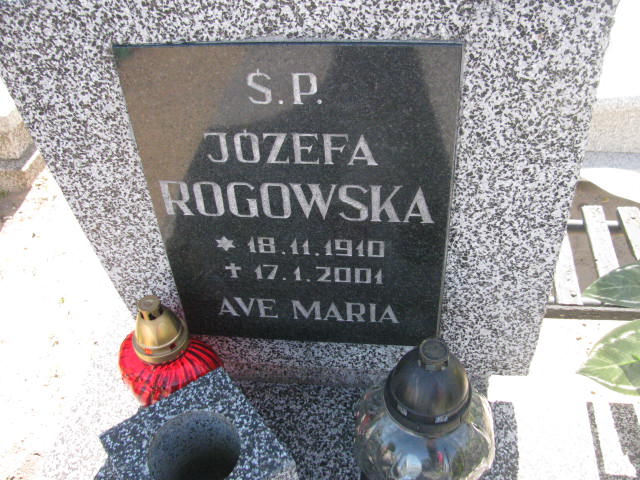 Ś.P.
JÓZEFA
ROGOWSKA
✶ 18.11.1910
✝ 17.1.2001
AVE MARIA